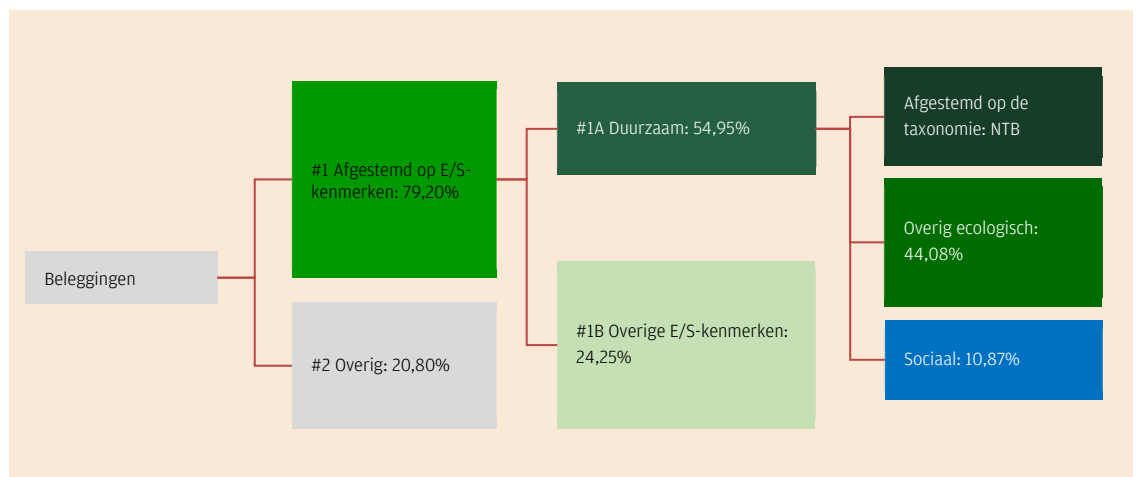 Beleggingen
#1 Afgestemd op E/S-
kenmerken: 79,20%
#2 Overig: 20,80%
#1A Duurzaam: 54,95%
#1B Overige E/S-kenmerken:
24,25%
Afgestemd op de
taxonomie: NTB
Overig ecologisch:
44,08%
Sociaal: 10,87%